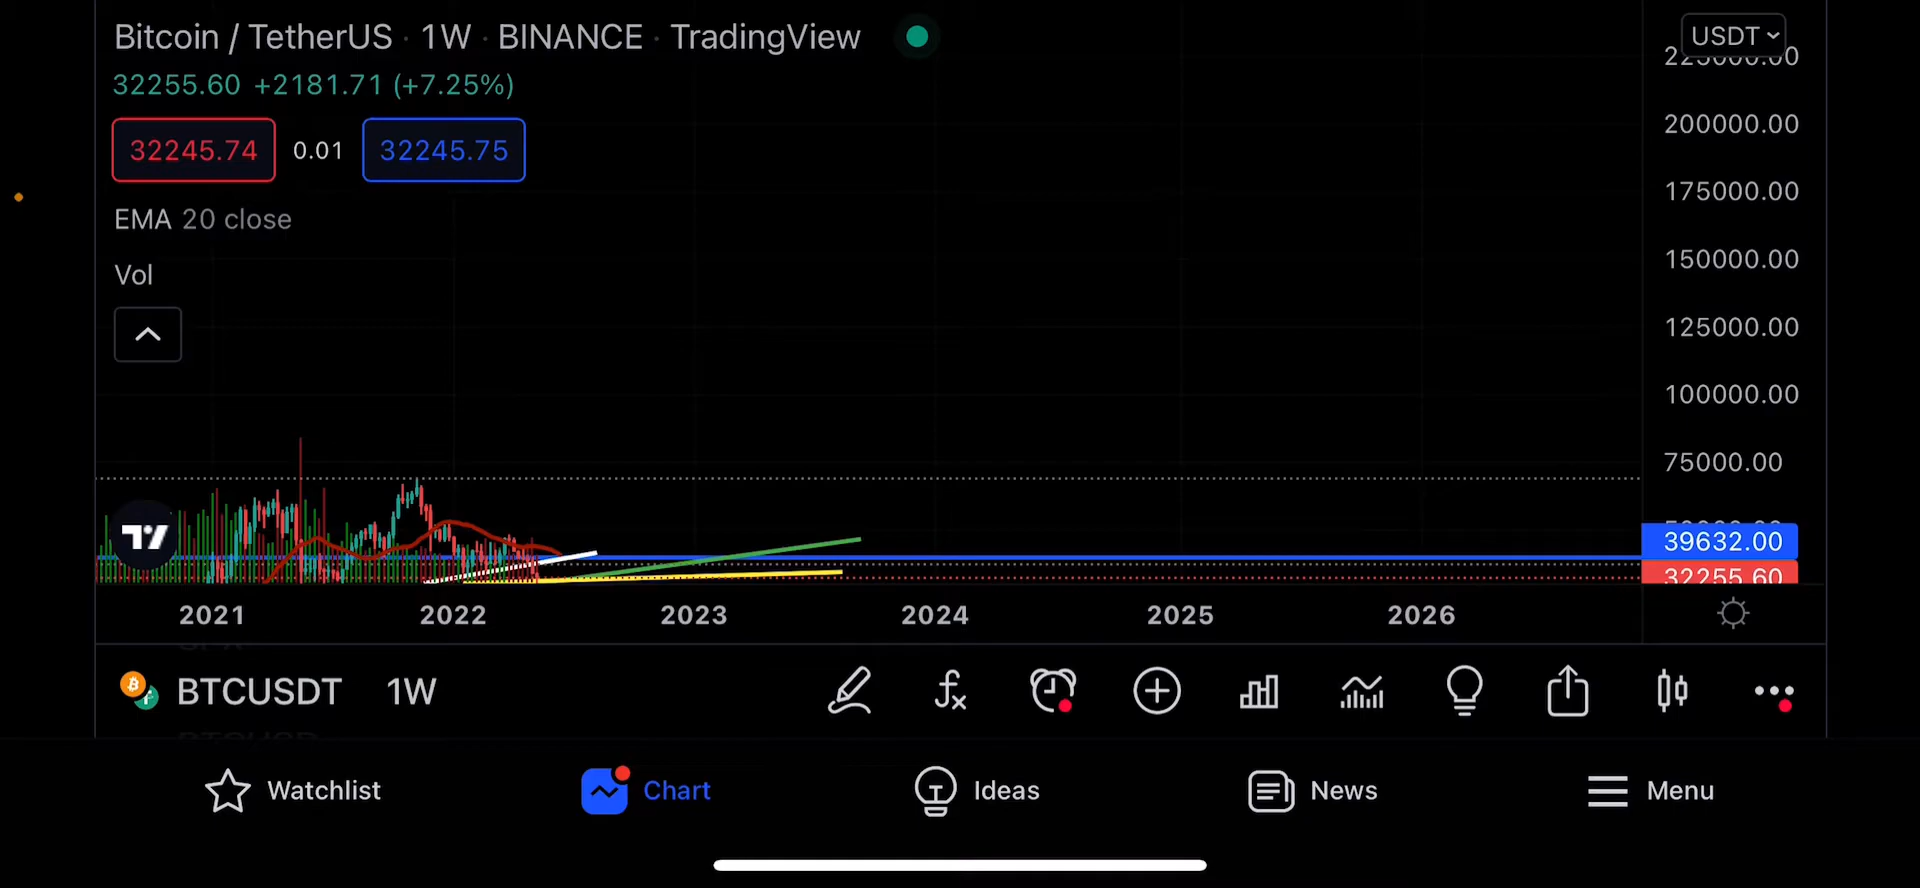 Bitcoin / TetherUS · 1W · BINANCE · TradingView
USDT
32255.60 +2181.71 (+7.25%)
32245.74 0.01 32245.75
EMA 20 close
Vol
200000.00
175000.00
150000.00
125000.00
100000.00
75000.00
39632.00
32255.60
2021 2022 2023 2024 2025 2026
BTCUSDT 1W
Watchlist Chart Ideas News Menu